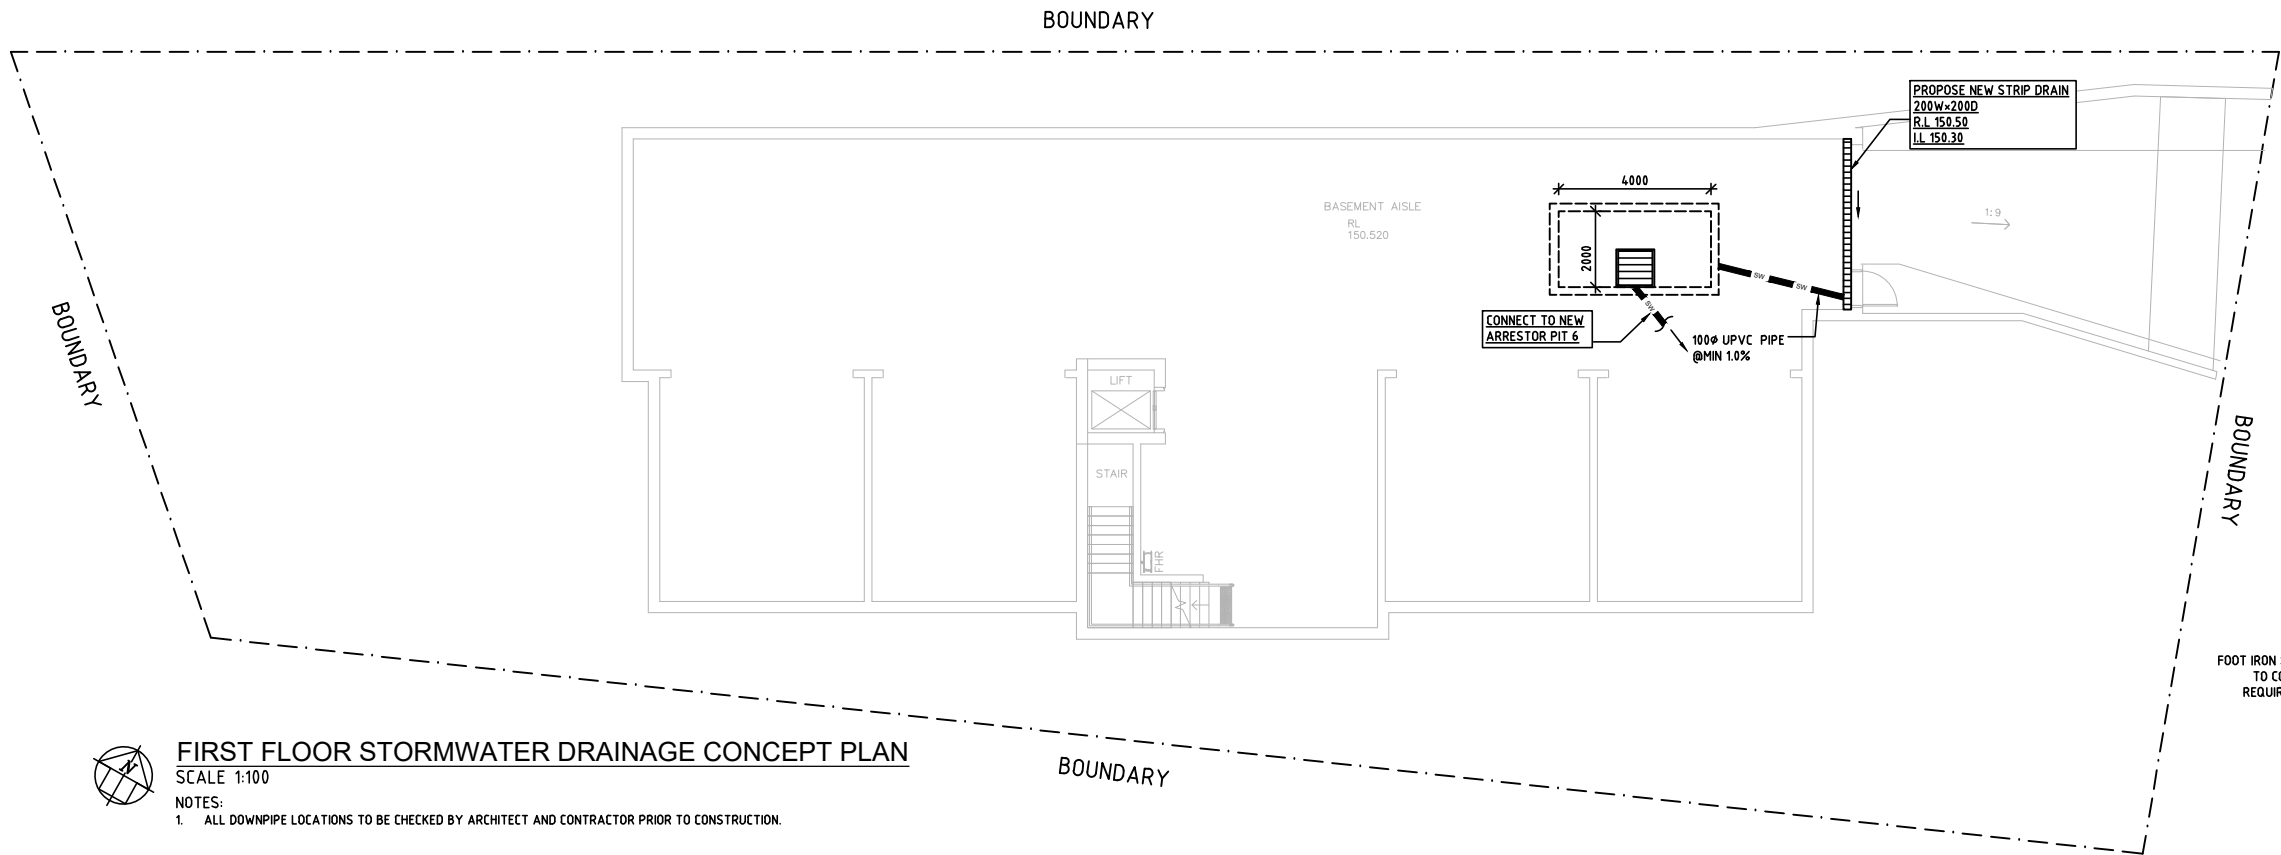 BOUNDARY
PROPOSE NEW STRIP DRAIN
200W×200D
R.L 150.50
I.L 150.30
4000
BASEMENT AISLE
RL
150.520
1:9
2000
SW
SW
SW
BOUNDARY
CONNECT TO NEW
ARRESTOR PIT 6
100ø UPVC PIPE
@MIN 1.0%
LIFT
BOUNDARY
STAIR
FHR
FOOT IRON
TO
FIRST FLOOR STORMWATER DRAINAGE CONCEPT PLAN
N
SCALE 1:100
BOUNDARY
NOTES:
1. ALL DOWNPIPE LOCATIONS TO BE CHECKED BY ARCHITECT AND CONTRACTOR PRIOR TO CONSTRUCTION.